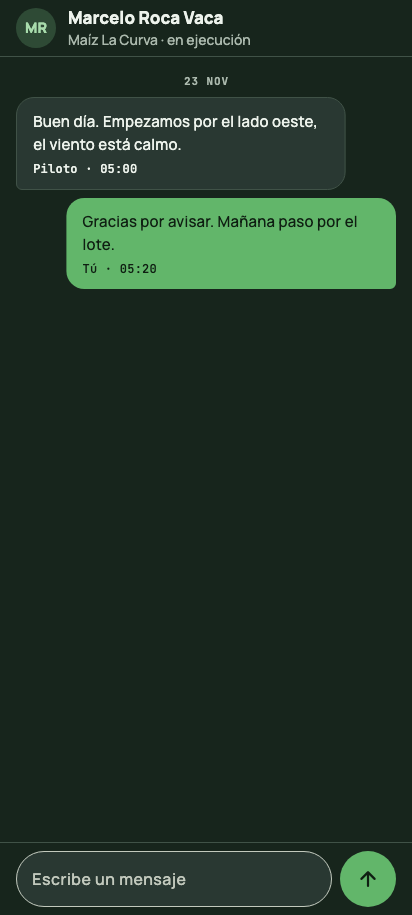 MR
Marcelo Roca Vaca
Maíz La Curva · en ejecución
23 NOV
Buen día. Empezamos por el lado oeste,
el viento está calmo.
Piloto · 05:00
Gracias por avisar. Mañana paso por el
lote.
Tú · 05:20
Escribe un mensaje